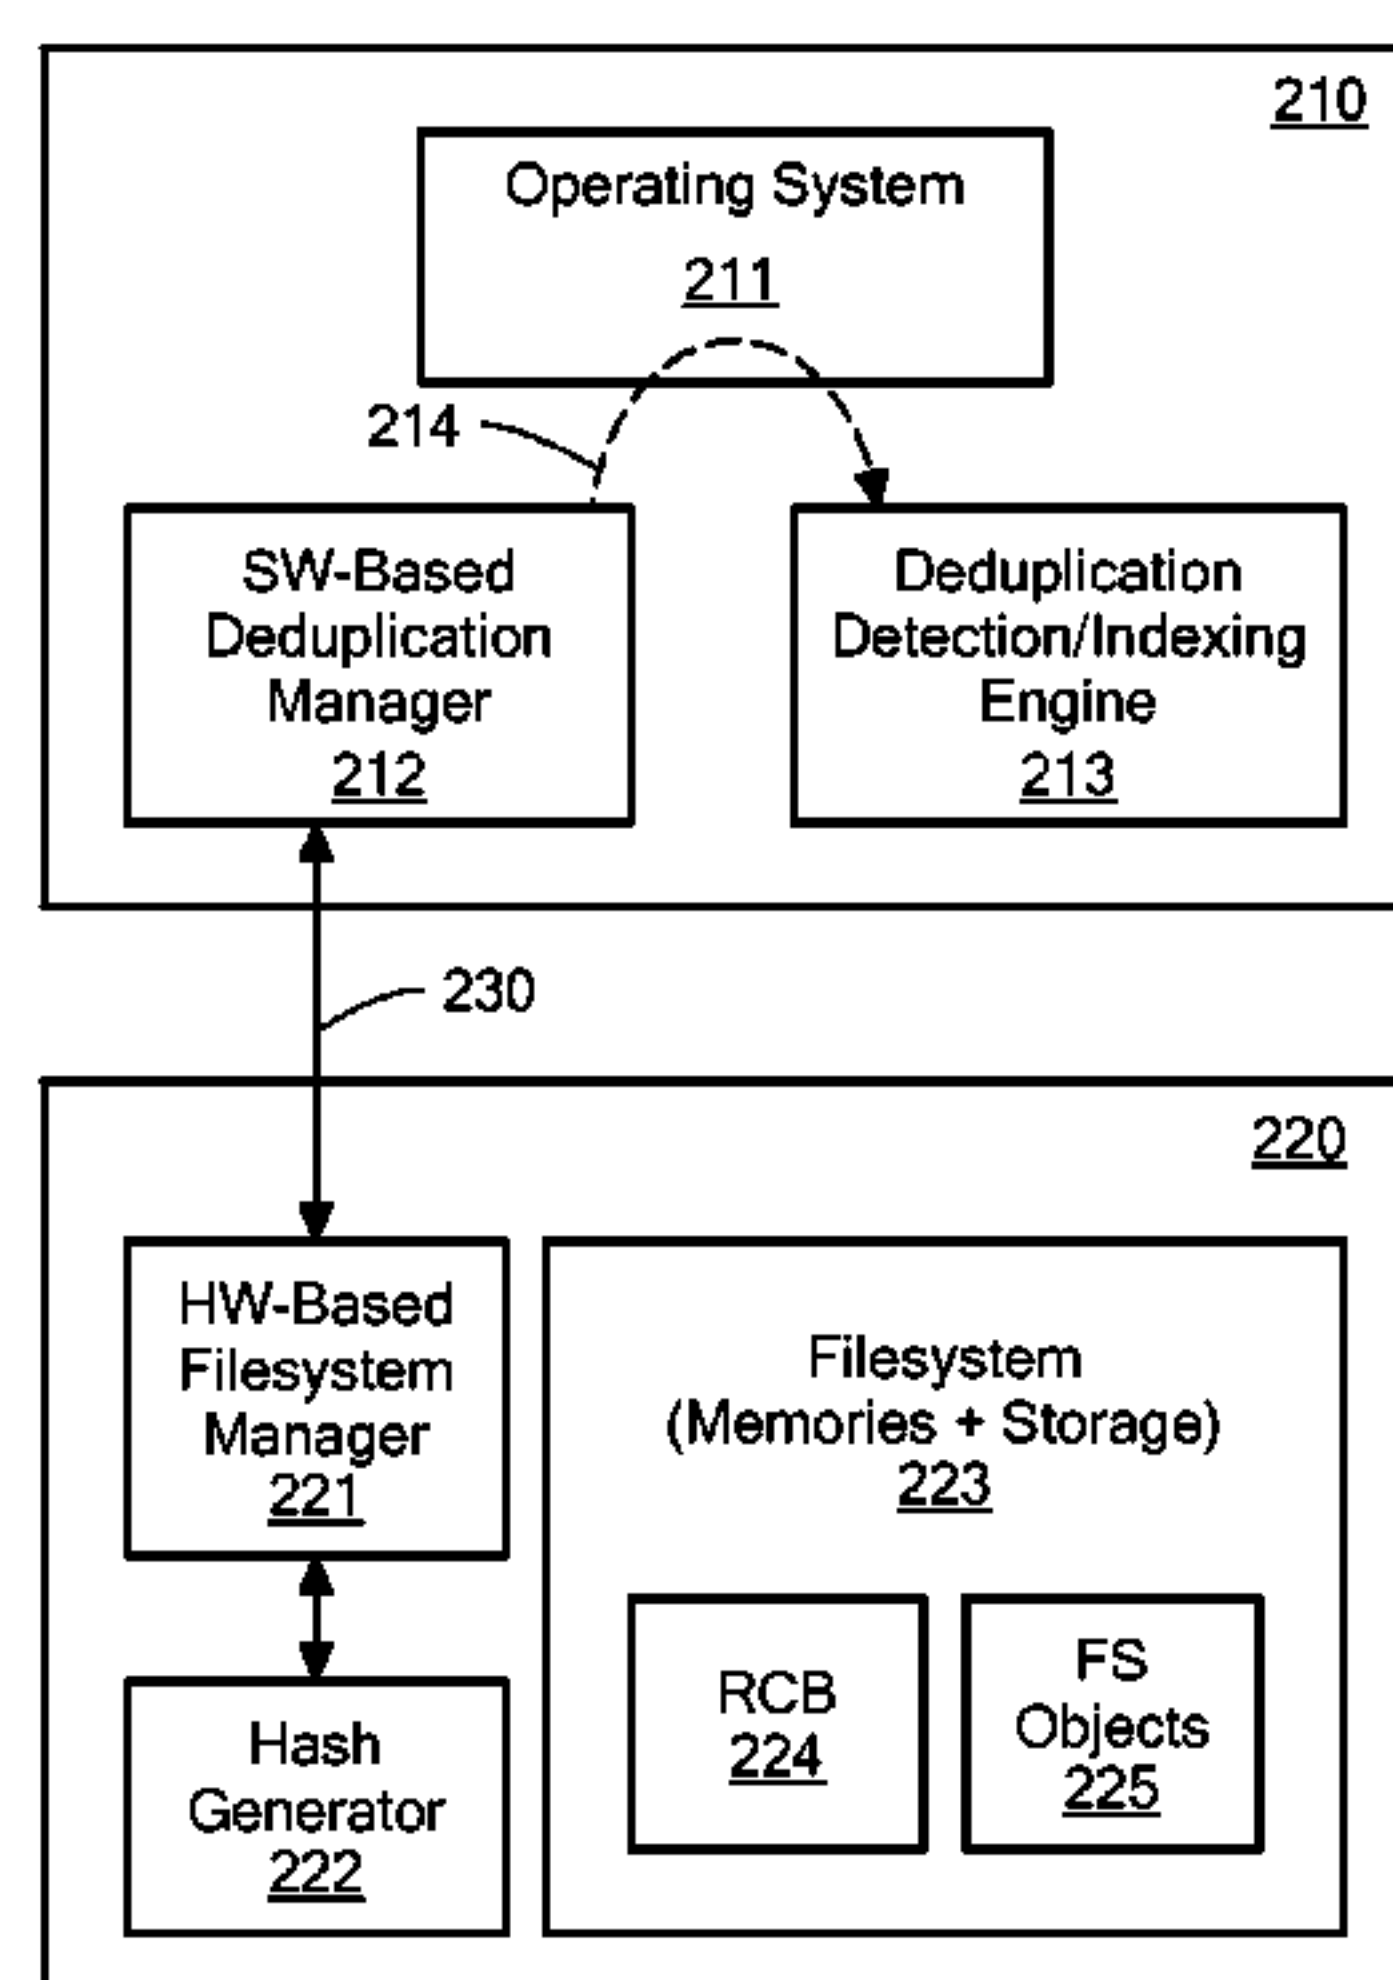 210
Operating System
211
214
SW-Based
Deduplication
Manager
212
Deduplication
Detection/Indexing
Engine
213
230
220
HW-Based
Filesystem
Manager
221
Filesystem
(Memories + Storage)
223
Hash
Generator
222
RCB
224
FS
Objects
225